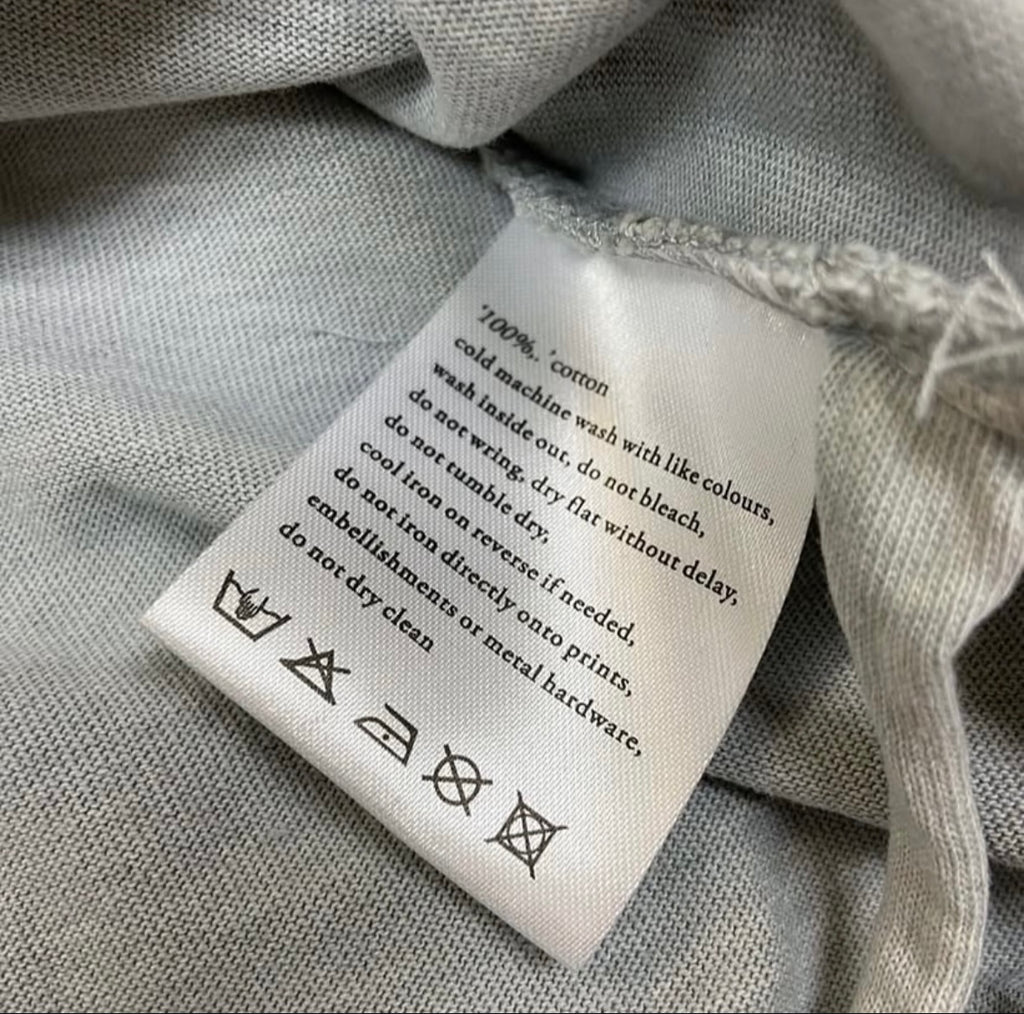 '100%,. 'cotton
cold machine wash with like colours,
wash inside out, do not bleach,
do not wring, dry flat without delay,
do not tumble dry,
cool iron on reverse if needed,
do not iron directly onto prints,
embellishments or metal hardware,
do not dry clean